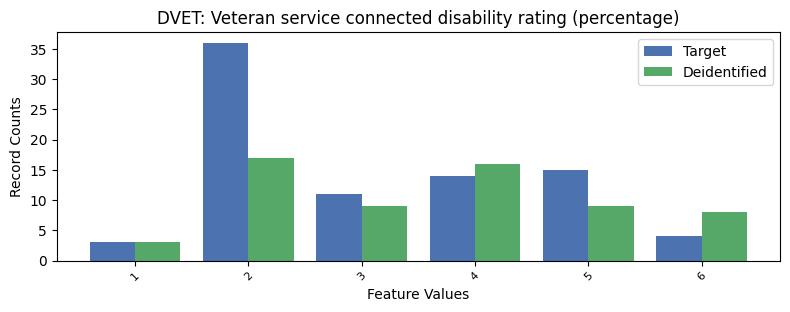 DVET: Veteran service connected disability rating (percentage)
Target
Deidentified
Record Counts
35
30
25
20
15
10
5
0
1 2 3 4 5 6
Feature Values